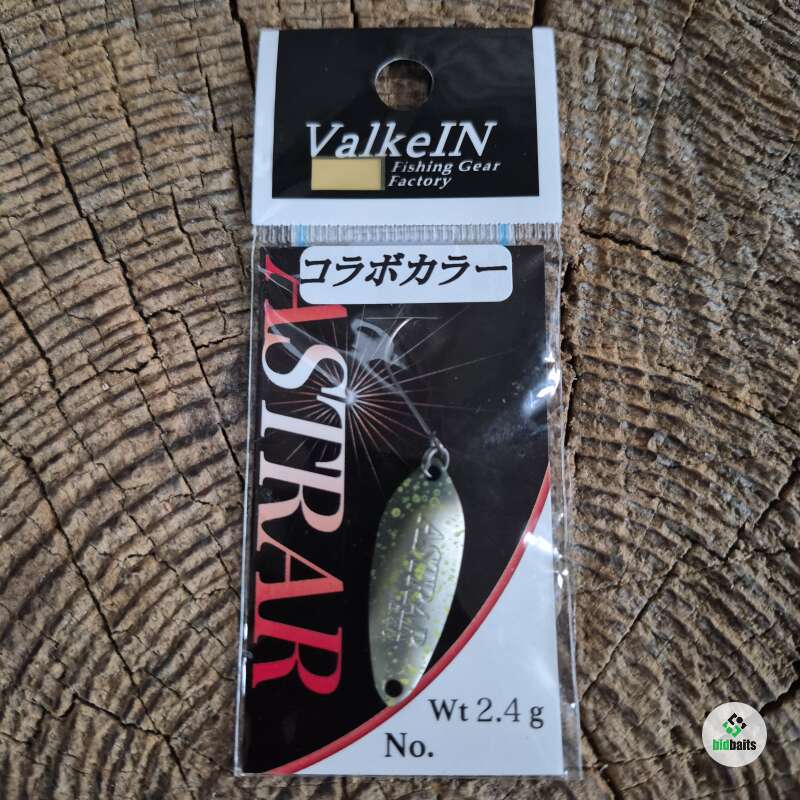 ValkeIN
Fishing Gear
Factory
コラボカラー
ASTRAR
ASTRAR
Wt 2.4 g
No.
bidbaits